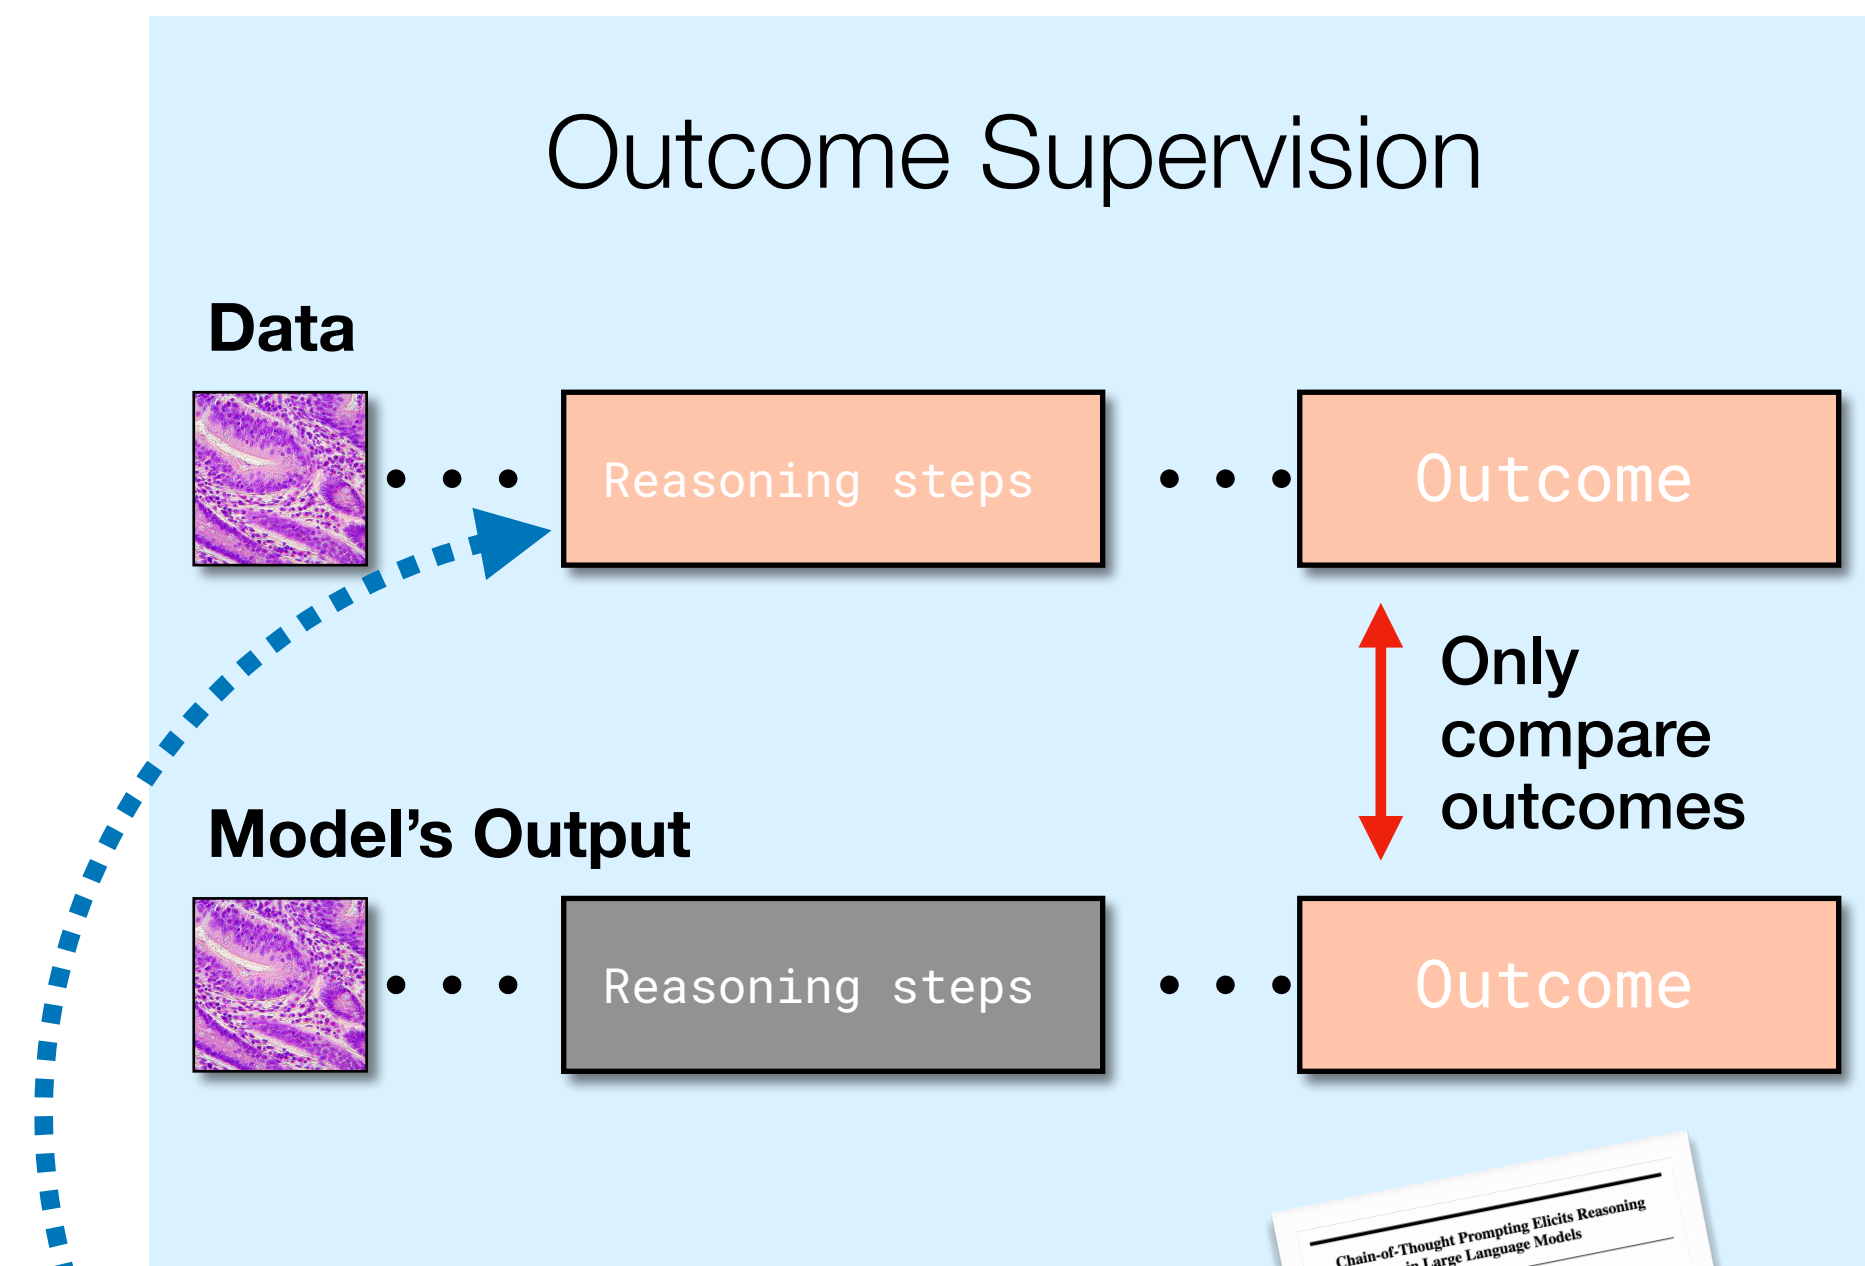 Outcome Supervision
Data
Reasoning steps
Outcome
Only
compare
outcomes
Model’s Output
Reasoning steps
Outcome
Chain-of-Thought Prompting Elicits Reasoning
in Large Language Models